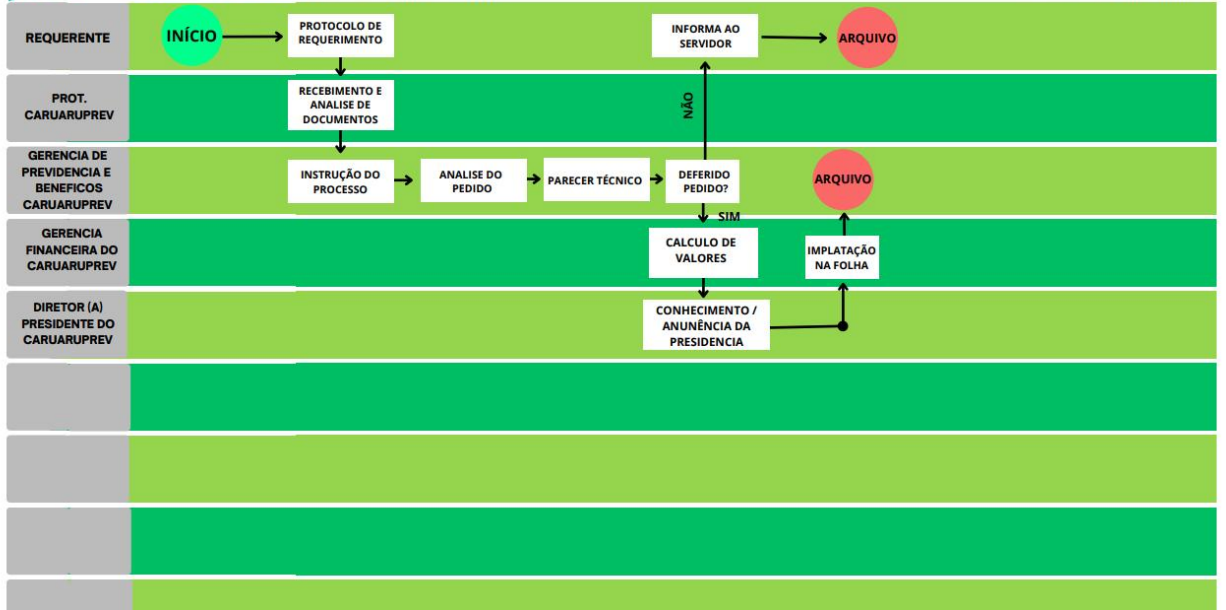 REQUERENTE
INÍCIO
PROTOCOLO DE
REQUERIMENTO
INFORMA AO
SERVIDOR
ARQUIVO
PROT.
CARUARUPREV
RECEBIMENTO E
ANALISE DE
DOCUMENTOS
NÃO
GERENCIA DE
PREVIDENCIA E
BENEFICOS
CARUARUPREV
INSTRUÇÃO DO
PROCESSO
ANALISE DO
PEDIDO
PARECER TÉCNICO
DEFERIDO
PEDIDO?
ARQUIVO
SIM
GERENCIA
FINANCEIRA DO
CARUARUPREV
CALCULO DE
VALORES
IMPLATAÇÃO
NA FOLHA
DIRETOR (A)
PRESIDENTE DO
CARUARUPREV
CONHECIMENTO /
ANUNÊNCIA DA
PRESIDENCIA